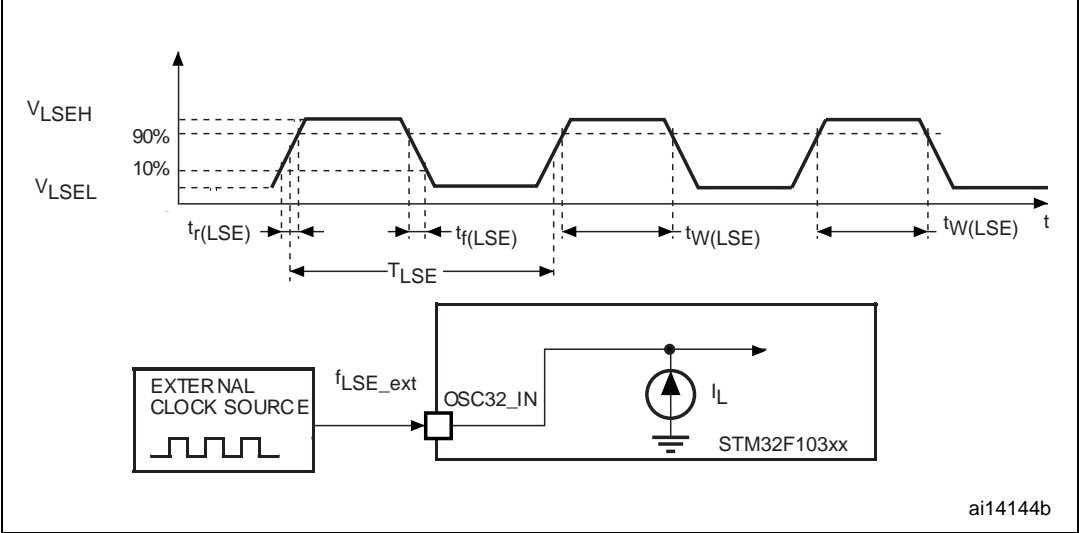 VLSEH
90%
10%
VLSEL
tr(LSE)
tf(LSE)
tW(LSE)
tW(LSE)
t
TLSE
EXTERNAL
CLOCK SOURCE
fLSE_ext
OSC32_IN
IL
STM32F103xx
ai14144b